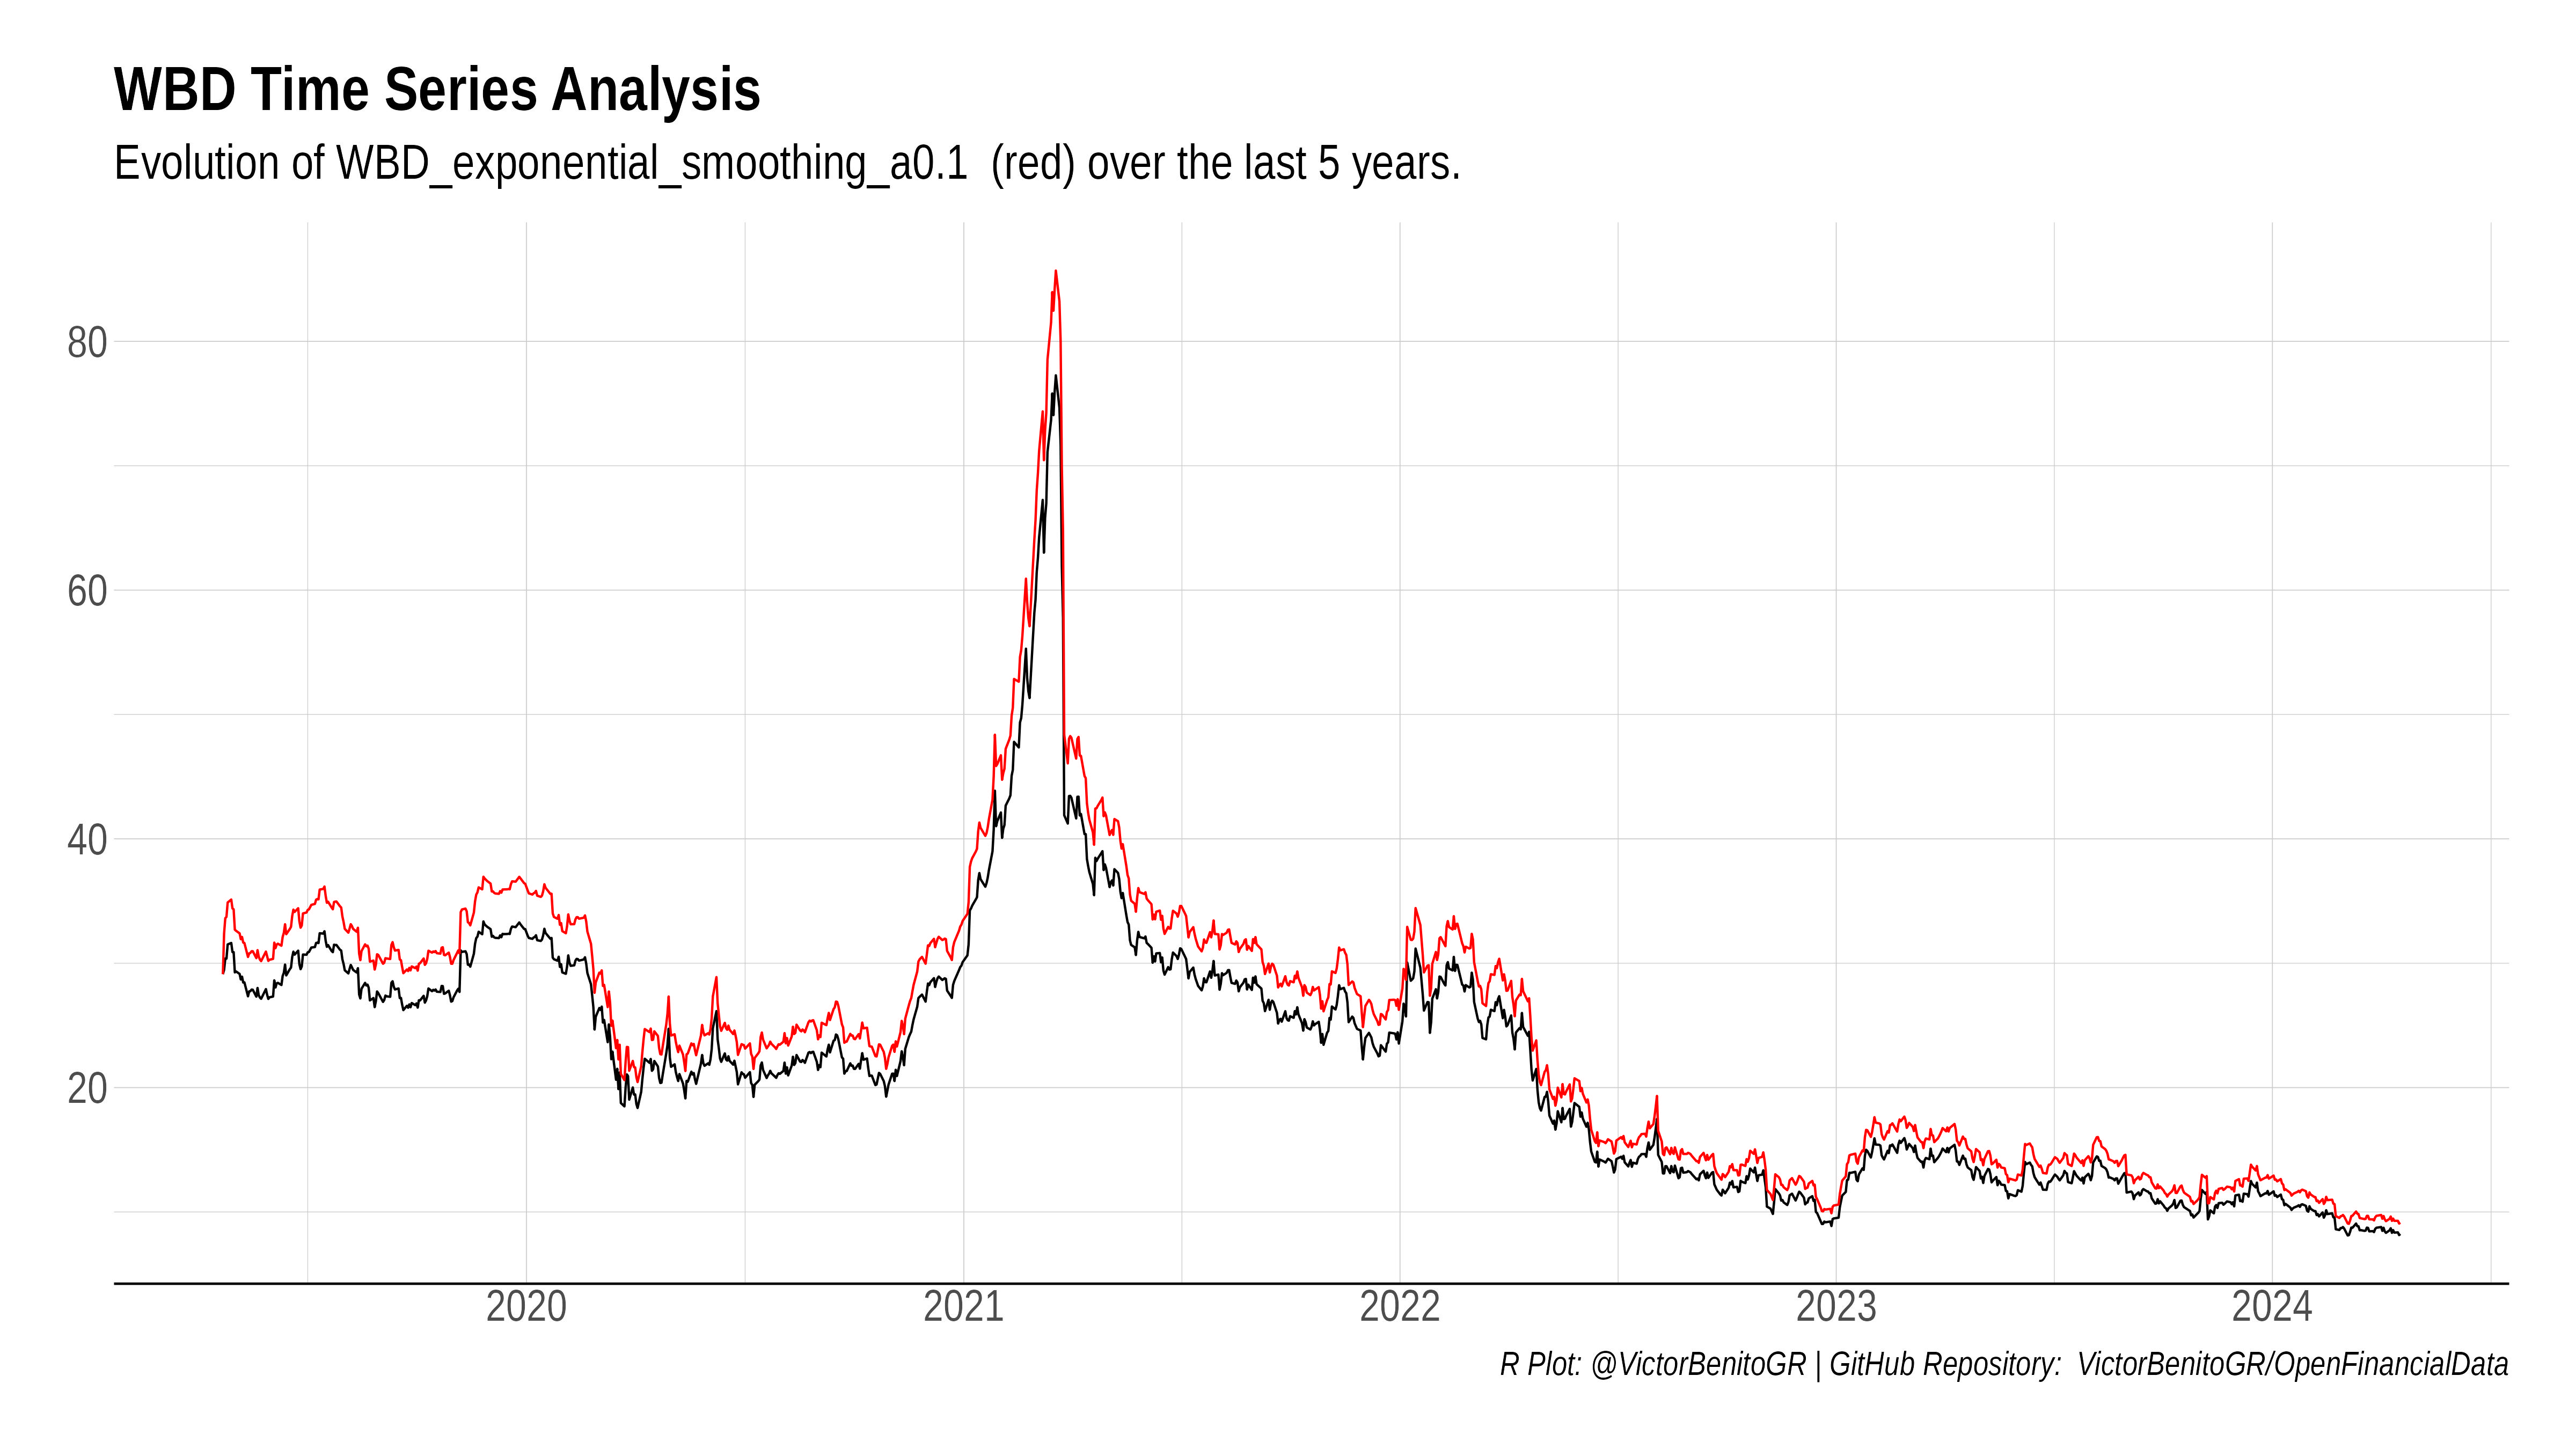 WBD Time Series Analysis
Evolution of WBD_exponential_smoothing_a0.1  (red) over the last 5 years.
80
60
40
20
2020 2021 2022 2023 2024
R Plot: @VictorBenitoGR | GitHub Repository:  VictorBenitoGR/OpenFinancialData